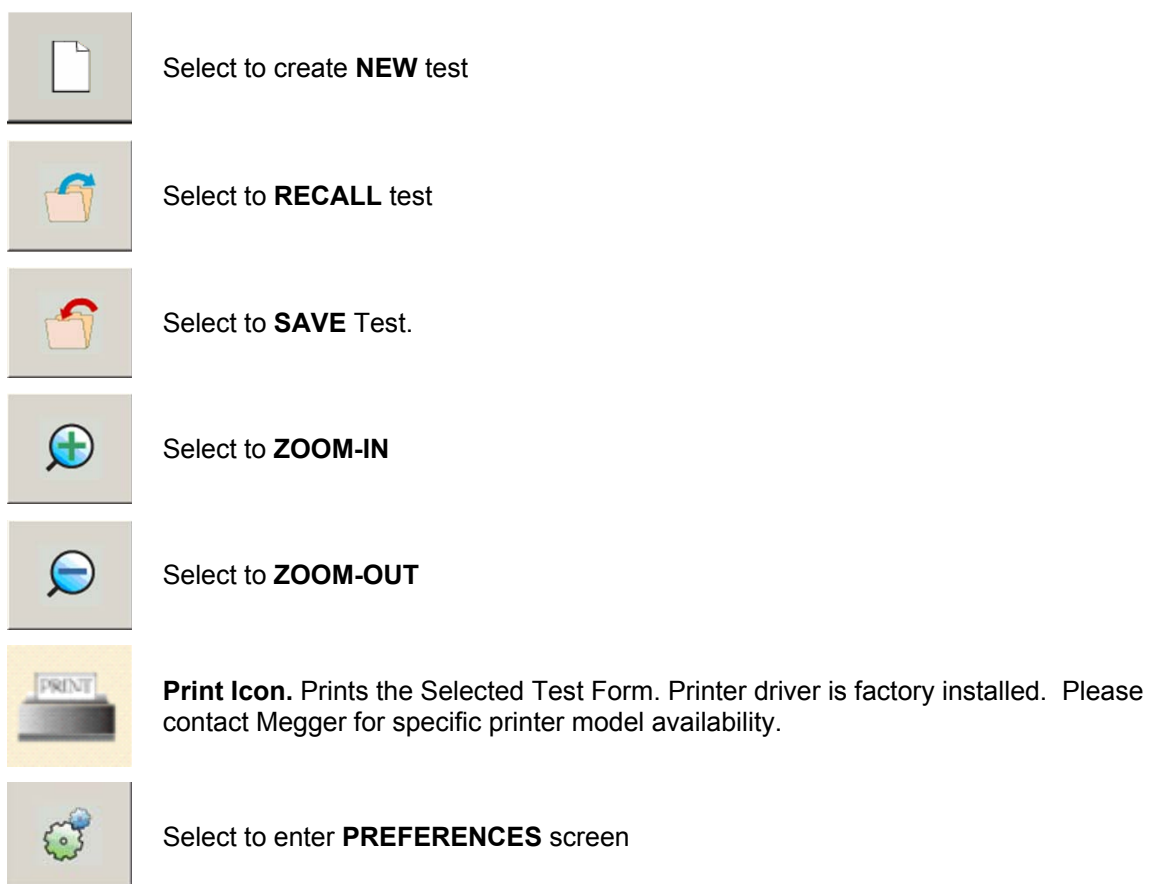 Select to create NEW test
Select to RECALL test
Select to SAVE Test.
Select to ZOOM-IN
Select to ZOOM-OUT
PRINT
Print Icon. Prints the Selected Test Form. Printer driver is factory installed.  Please
contact Megger for specific printer model availability.
Select to enter PREFERENCES screen